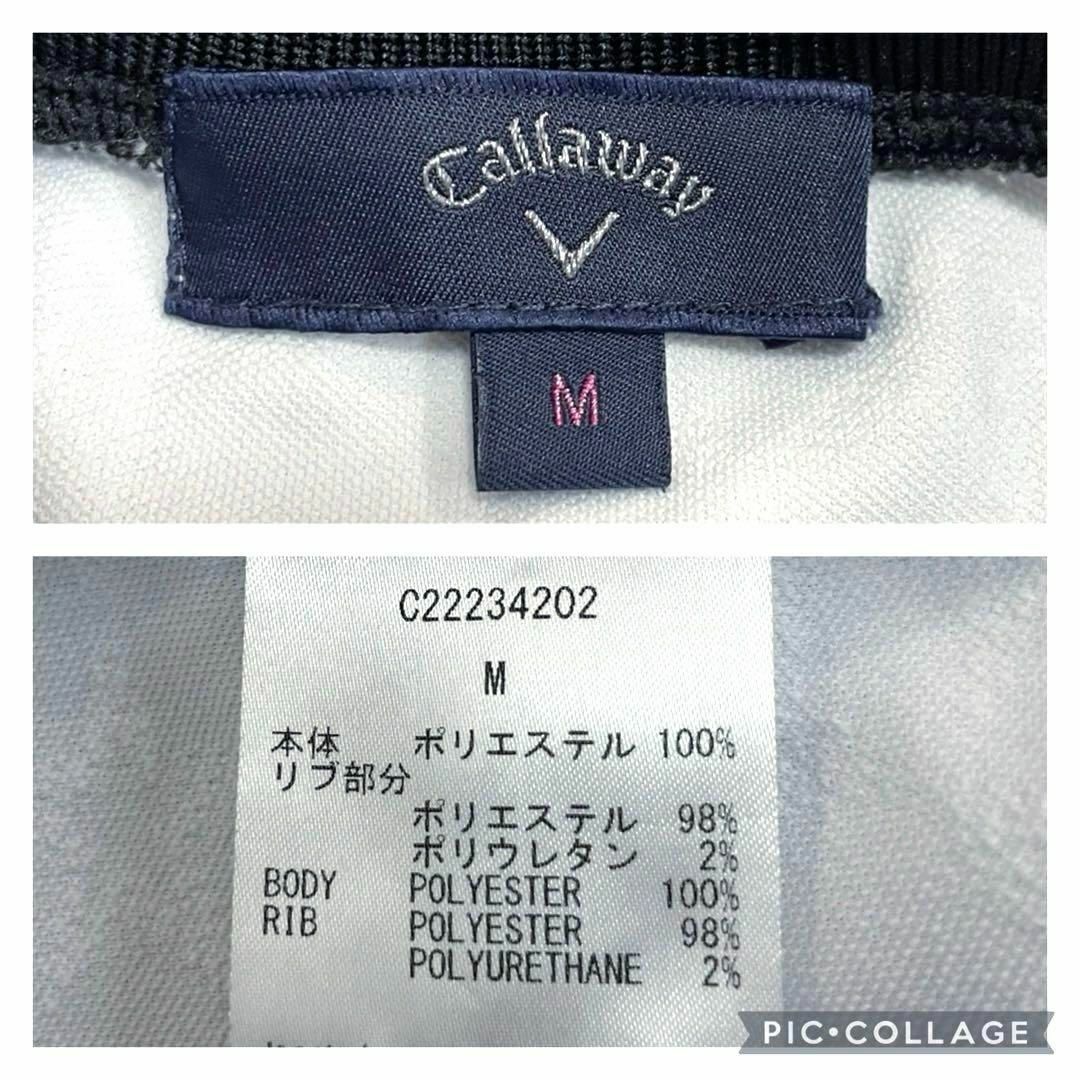 Callaway
M
C22234202
M
本体 ポリエステル 100%
リブ部分
ポリエステル 98%
ポリウレタン 2%
BODY POLYESTER 100%
RIB POLYESTER 98%
POLYURETHANE 2%
PIC•COLLAGE